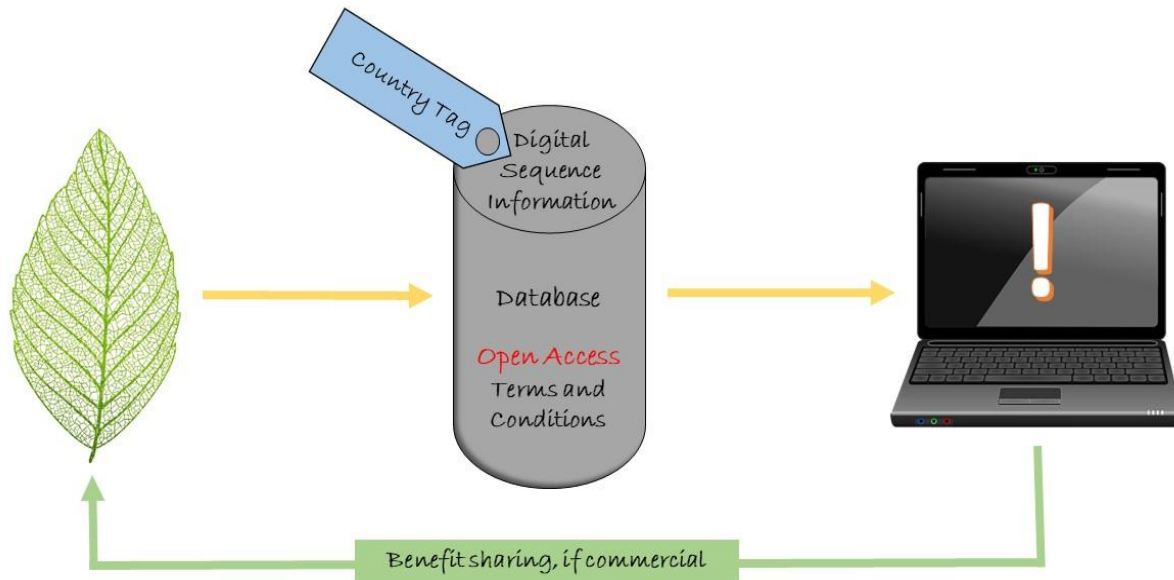 Country Tag
Digital
Sequence
Information
Database
Open Access
Terms and
Conditions
Benefit sharing, if commercial